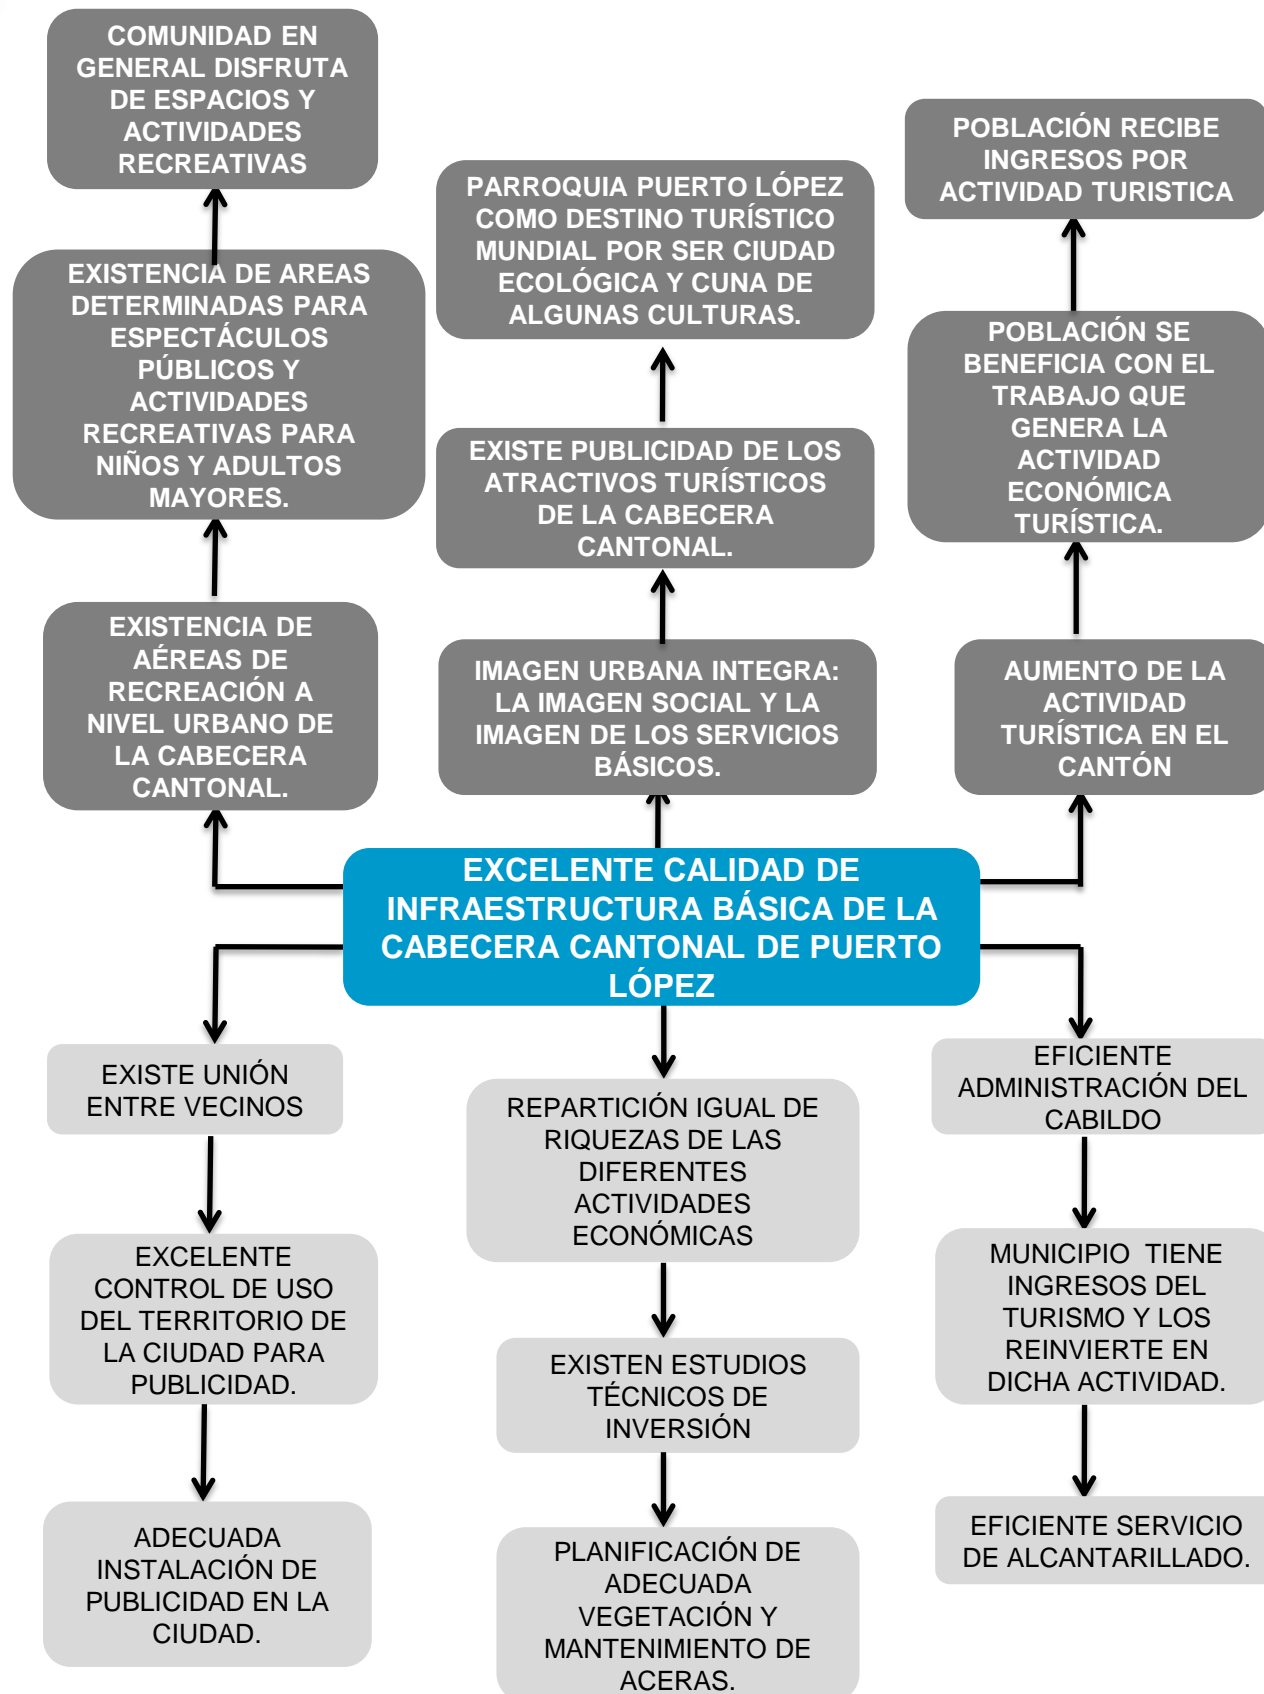 COMUNIDAD EN
GENERAL DISFRUTA
DE ESPACIOS Y
ACTIVIDADES
RECREATIVAS
PARROQUIA PUERTO LÓPEZ
COMO DESTINO TURÍSTICO
MUNDIAL POR SER CIUDAD
ECOLÓGICA Y CUNA DE
ALGUNAS CULTURAS.
POBLACIÓN RECIBE
INGRESOS POR
ACTIVIDAD TURISTICA
EXISTENCIA DE AREAS
DETERMINADAS PARA
ESPECTÁCULOS
PÚBLICOS Y
ACTIVIDADES
RECREATIVAS PARA
NIÑOS Y ADULTOS
MAYORES.
EXISTE PUBLICIDAD DE LOS
ATRACTIVOS TURÍSTICOS
DE LA CABECERA
CANTONAL.
POBLACIÓN SE
BENEFICIA CON EL
TRABAJO QUE
GENERA LA
ACTIVIDAD
ECONÓMICA
TURÍSTICA.
EXISTENCIA DE
AÉREAS DE
RECREACIÓN A
NIVEL URBANO DE
LA CABECERA
CANTONAL.
IMAGEN URBANA INTEGRA:
LA IMAGEN SOCIAL Y LA
IMAGEN DE LOS SERVICIOS
BÁSICOS.
AUMENTO DE LA
ACTIVIDAD
TURÍSTICA EN EL
CANTÓN
EXCELENTE CALIDAD DE
INFRAESTRUCTURA BÁSICA DE LA
CABECERA CANTONAL DE PUERTO
LÓPEZ
EXISTE UNIÓN
ENTRE VECINOS
REPARTICIÓN IGUAL DE
RIQUEZAS DE LAS
DIFERENTES
ACTIVIDADES
ECONÓMICAS
EFICIENTE
ADMINISTRACIÓN DEL
CABILDO
EXCELENTE
CONTROL DE USO
DEL TERRITORIO DE
LA CIUDAD PARA
PUBLICIDAD.
EXISTEN ESTUDIOS
TÉCNICOS DE
INVERSIÓN
MUNICIPIO  TIENE
INGRESOS DEL
TURISMO Y LOS
REINVIERTE EN
DICHA ACTIVIDAD.
ADECUADA
INSTALACIÓN DE
PUBLICIDAD EN LA
CIUDAD.
PLANIFICACIÓN DE
ADECUADA
VEGETACIÓN Y
MANTENIMIENTO DE
ACERAS.
EFICIENTE SERVICIO
DE ALCANTARILLADO.